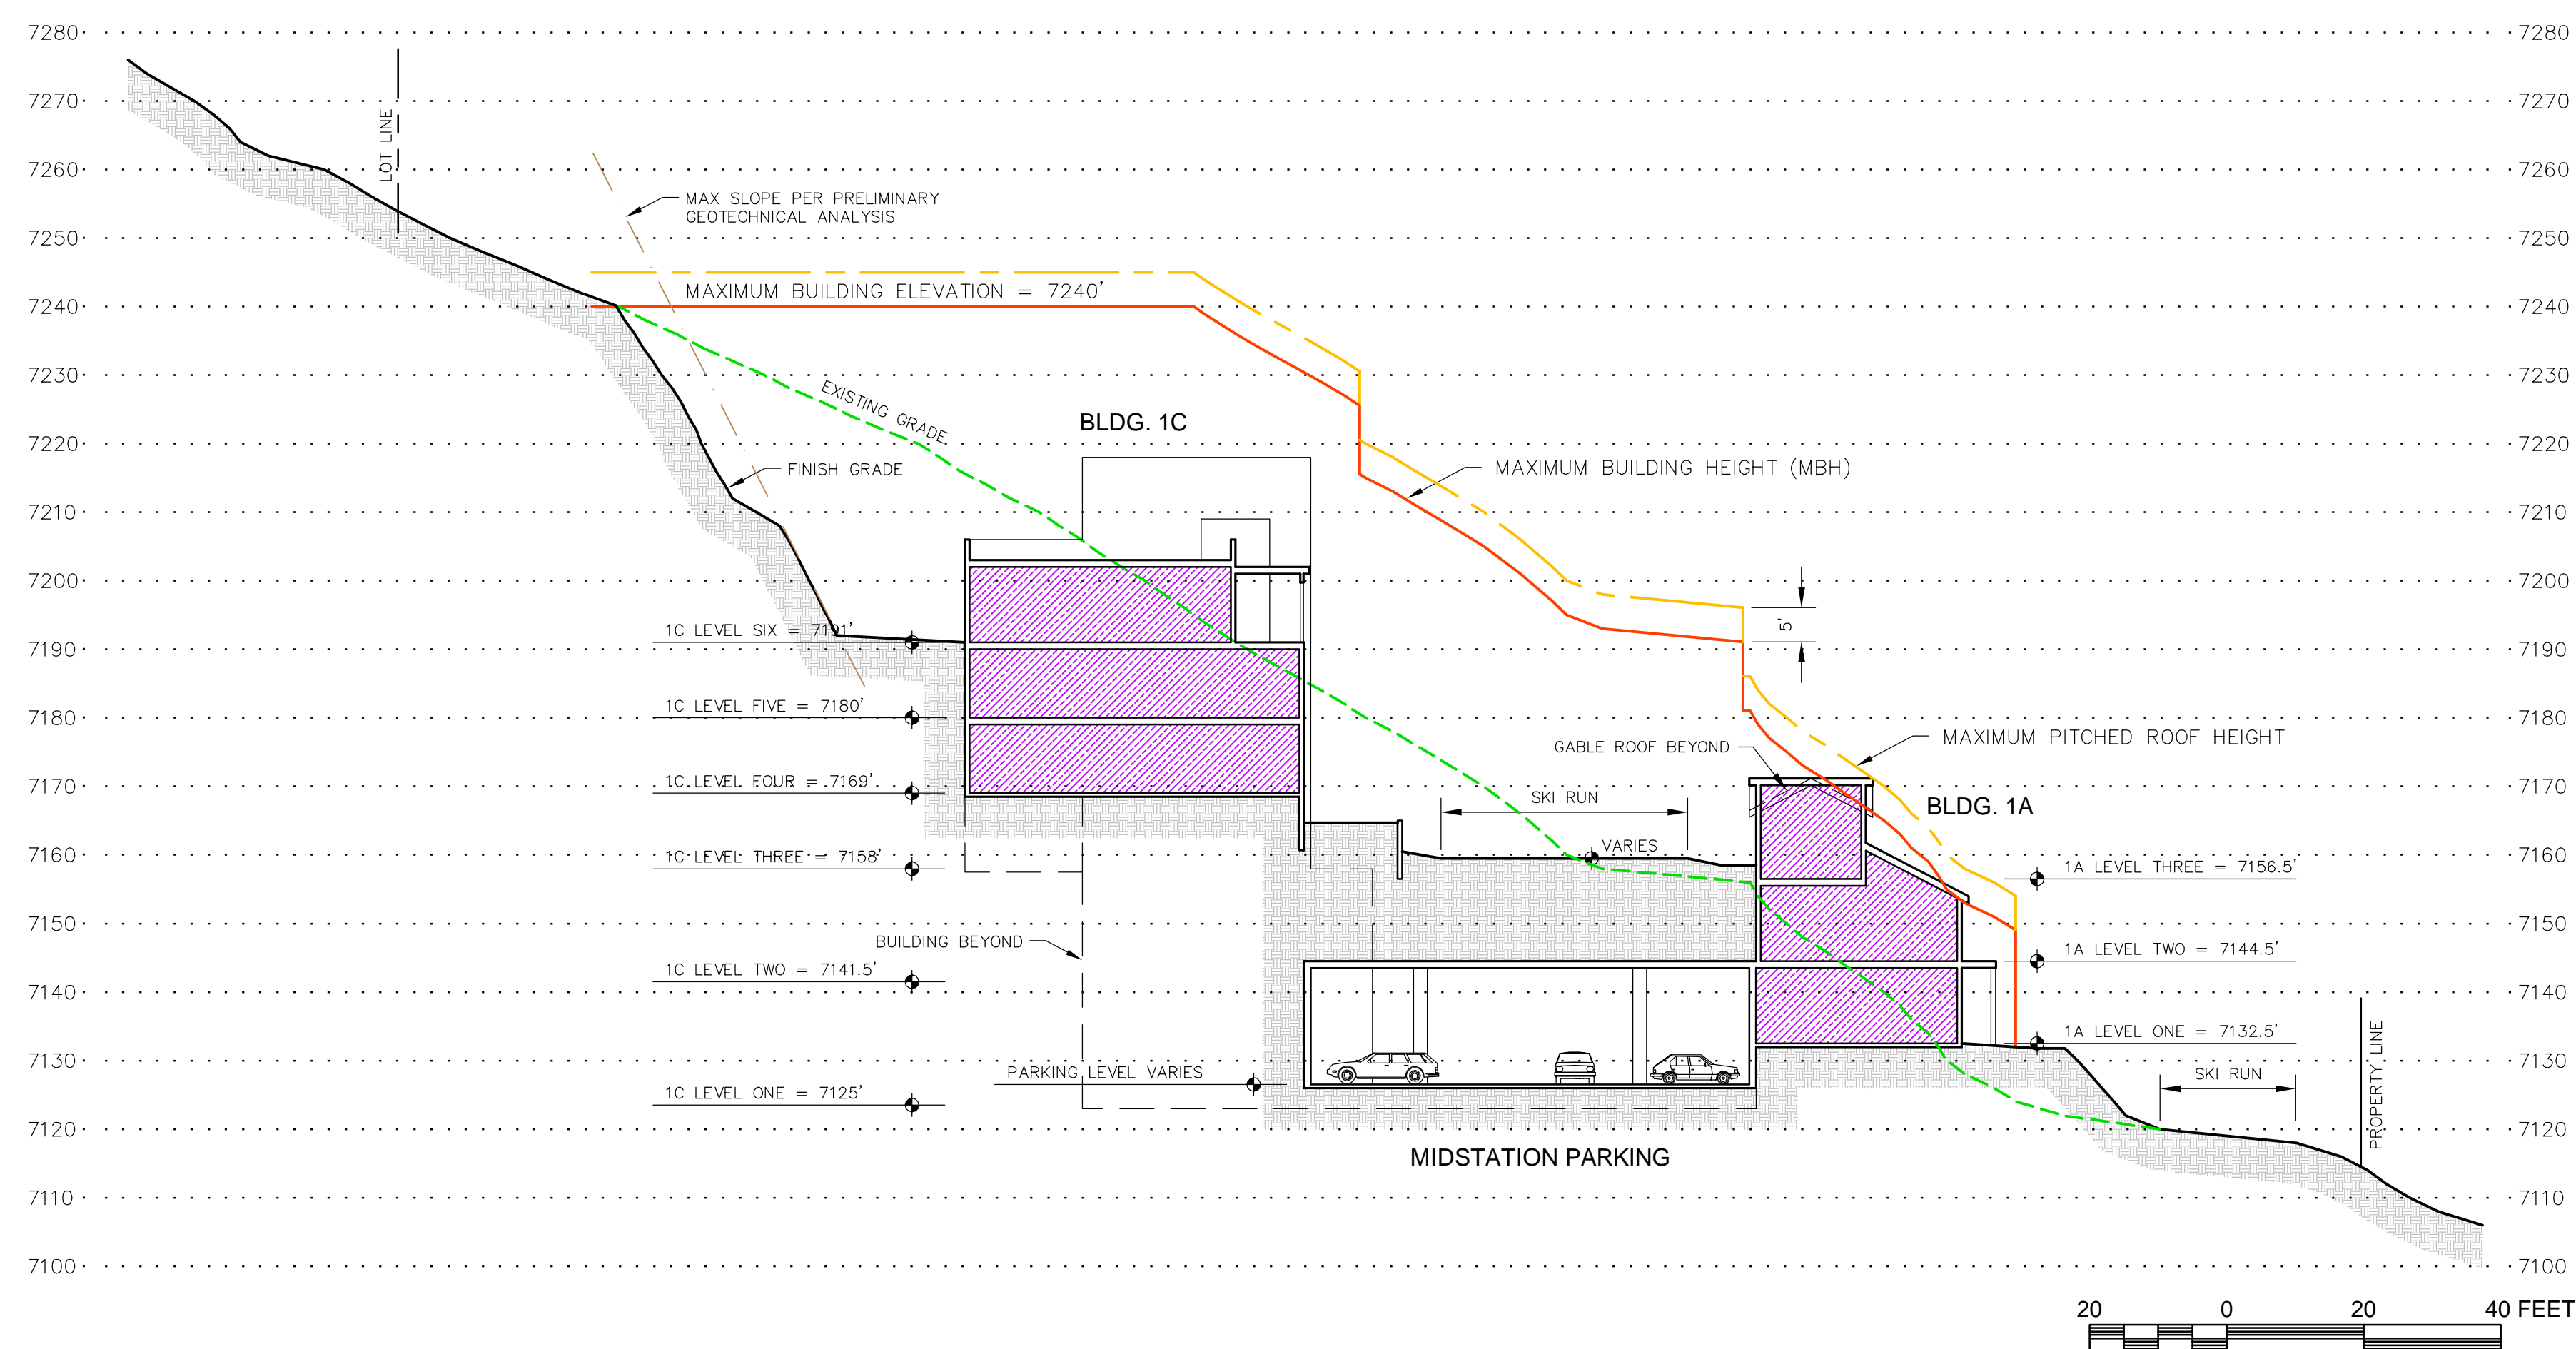 7280
7280
7270
7270
LOT LINE
7260
7260
MAX SLOPE PER PRELIMINARY
GEOTECHNICAL ANALYSIS
7250
7250
MAXIMUM BUILDING ELEVATION = 7240'
7240
7240
7230
7230
EXISTING GRADE
BLDG. 1C
7220
7220
FINISH GRADE
MAXIMUM BUILDING HEIGHT (MBH)
7210
7210
7200
7200
1C LEVEL SIX = 7191'
5'
7190
7190
1C LEVEL FIVE = 7180'
7180
7180
GABLE ROOF BEYOND
MAXIMUM PITCHED ROOF HEIGHT
1C LEVEL FOUR = 7169'
7170
7170
SKI RUN
BLDG. 1A
VARIES
1C LEVEL THREE = 7158'
7160
7160
1A LEVEL THREE = 7156.5'
7150
7150
BUILDING BEYOND
1A LEVEL TWO = 7144.5'
1C LEVEL TWO = 7141.5'
7140
7140
1A LEVEL ONE = 7132.5'
7130
7130
PARKING LEVEL VARIES
SKI RUN
PROPERTY LINE
1C LEVEL ONE = 7125'
7120
7120
MIDSTATION PARKING
7110
7110
7100
7100
20 0 20 40 FEET